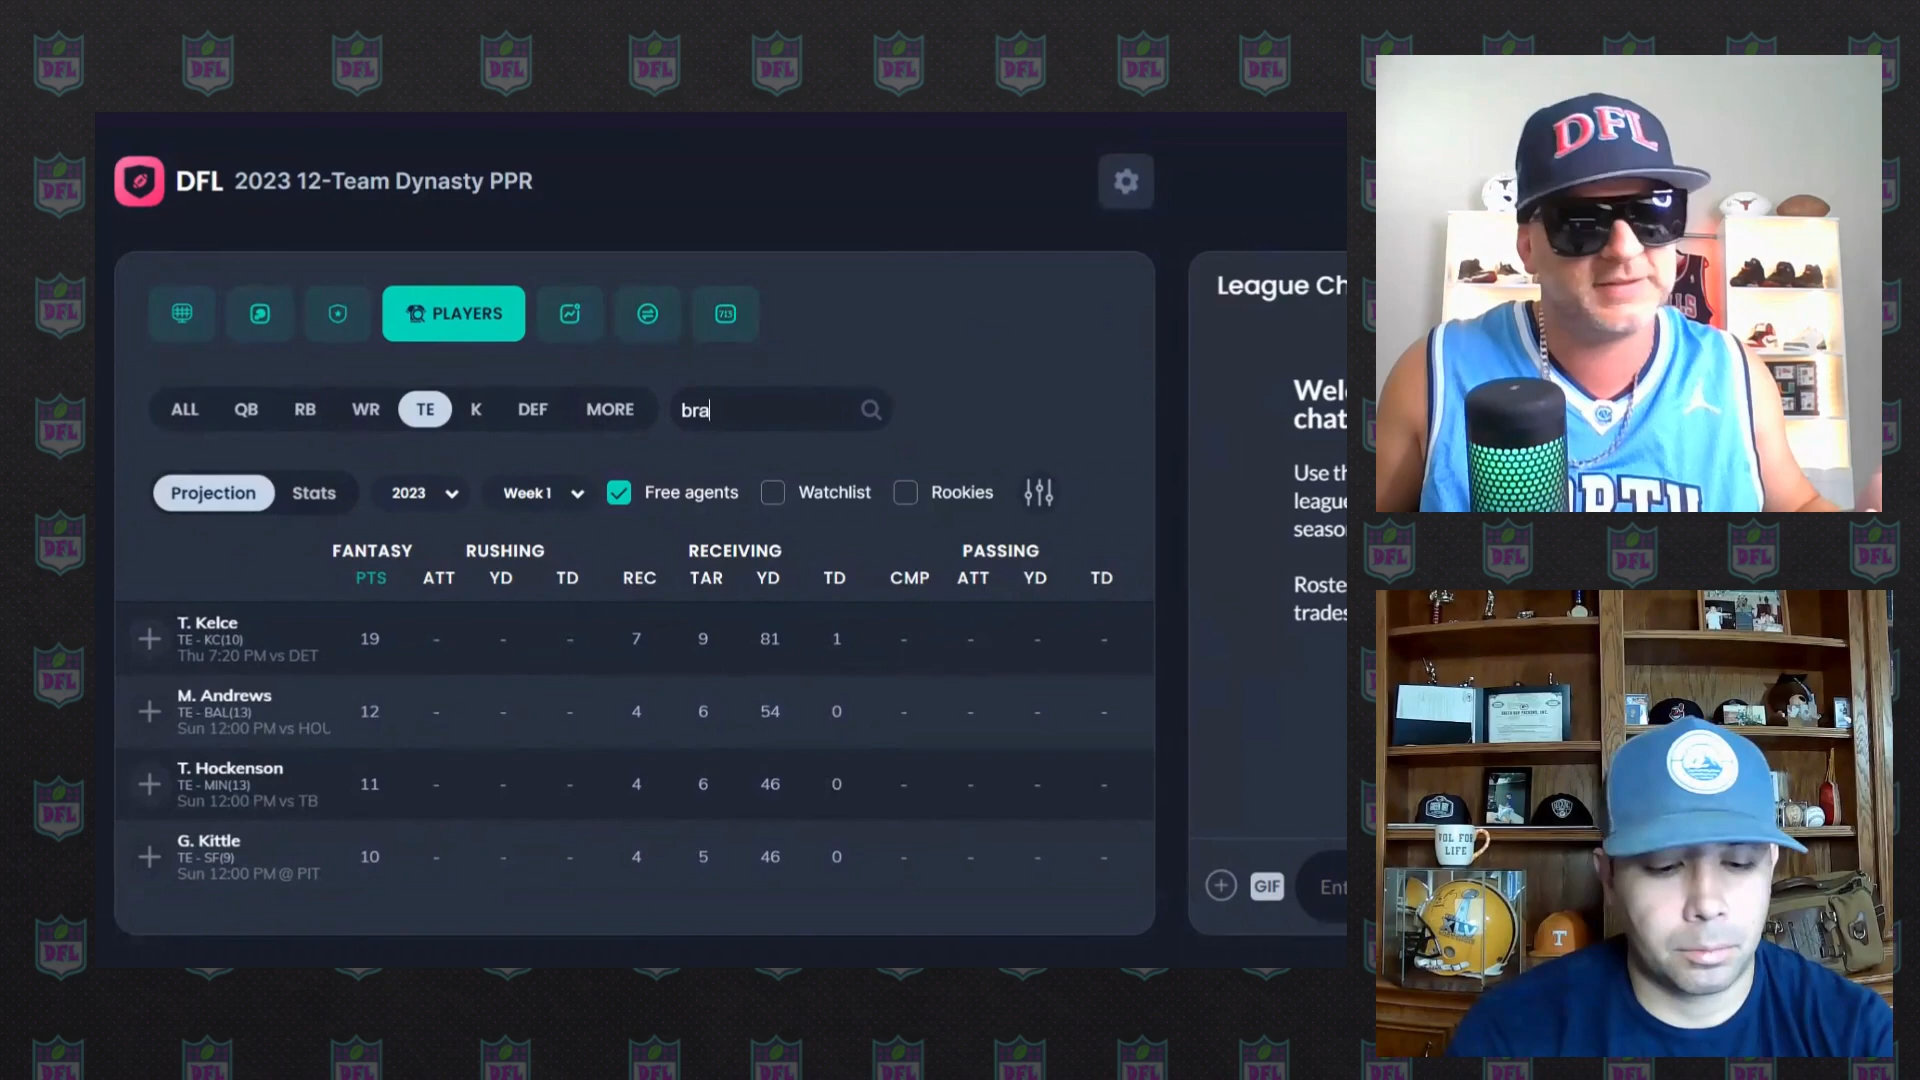 DFL 2023 12-Team Dynasty PPR
PLAYERS
713
ALL QB RB WR TE K DEF MORE bra
Projection Stats 2023 Week 1 Free agents Watchlist Rookies
FANTASY RUSHING RECEIVING PASSING
PTS ATT YD TD REC TAR YD TD CMP ATT YD TD
T. Kelce
TE - KC(10) 19 - - - 7 9 81 1 - - - -
Thu 7:20 PM vs DET
M. Andrews
TE - BAL(13) 12 - - - 4 6 54 0 - - - -
Sun 12:00 PM vs HOU
T. Hockenson
TE - MIN(13) 11 - - - 4 6 46 0 - - - -
Sun 12:00 PM vs TB
G. Kittle
TE - SF(9) 10 - - - 4 5 46 0 - - - -
Sun 12:00 PM @ PIT
League Ch
Wel
chat
Use th
league
seaso
Roste
trades
GIF Ent
DFL
NORTH
VOL FOR
LIFE
XLV
T
DFL